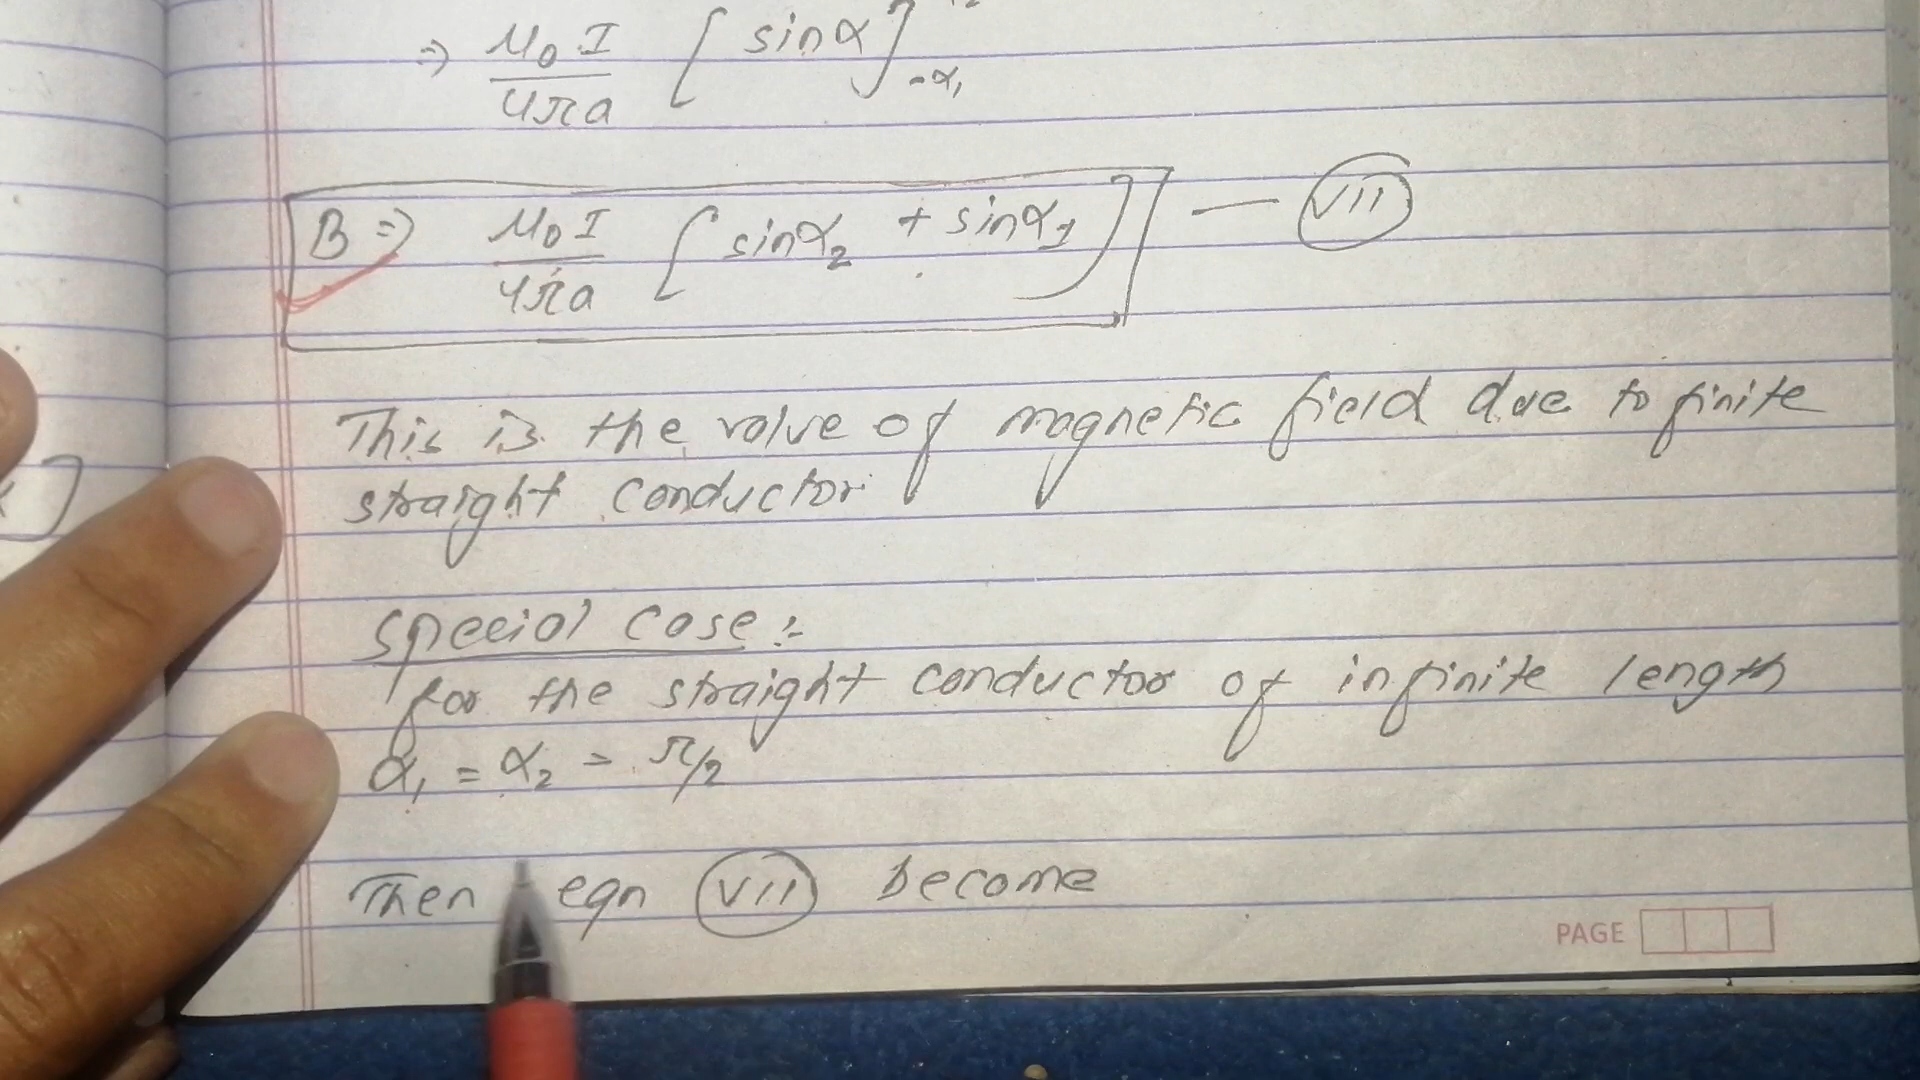 ⇒ μ₀I / 4πa [sinα]₋α₁
B ⇒ μ₀I / 4πa [sinα₂ + sinα₁] — (vii)
This is the value of magnetic field due to finite
straight conductor
special case :-
for the straight conductor of infinite length
α₁ = α₂ = π/2
Then eqn (vii) become
PAGE